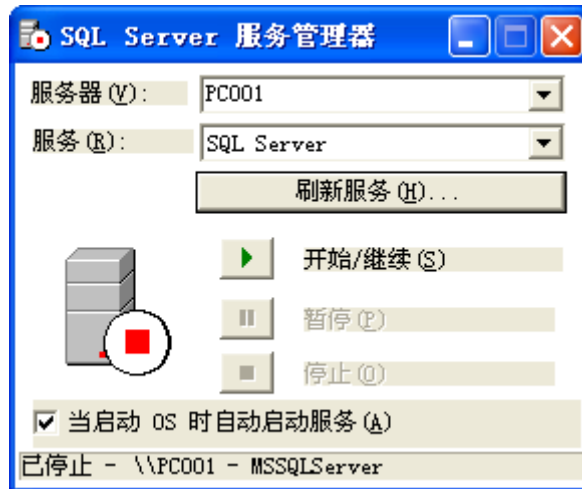 SQL Server 服务管理器
服务器(V): PC001
服务(R): SQL Server
刷新服务(H)...
开始/继续(S)
暂停(P)
停止(O)
当启动 OS 时自动启动服务(A)
已停止 - \\PC001 - MSSQLServer